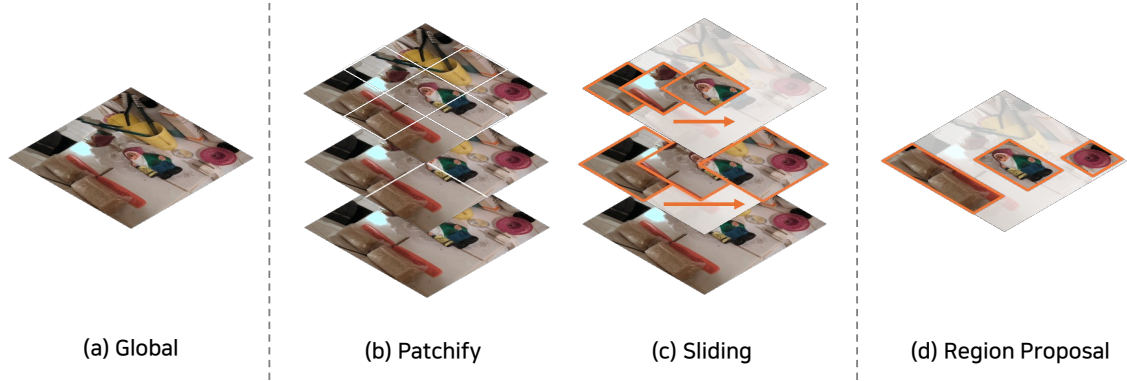 (a) Global
(b) Patchify
(c) Sliding
(d) Region Proposal